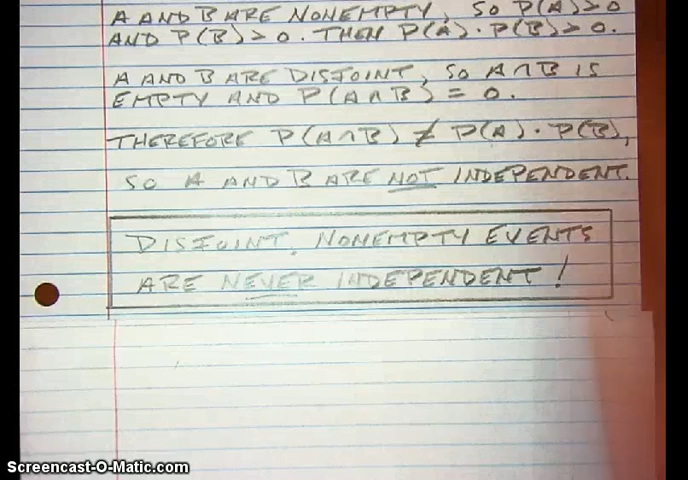 A AND B ARE NONEMPTY, SO P(A)>0
AND P(B)>0. THEN P(A)·P(B)>0.
A AND B ARE DISJOINT, SO A∩B IS
EMPTY AND P(A∩B)=0.
THEREFORE P(A∩B)≠P(A)·P(B),
SO A AND B ARE NOT INDEPENDENT.
DISJOINT, NONEMPTY EVENTS
ARE NEVER INDEPENDENT!
Screencast-O-Matic.com